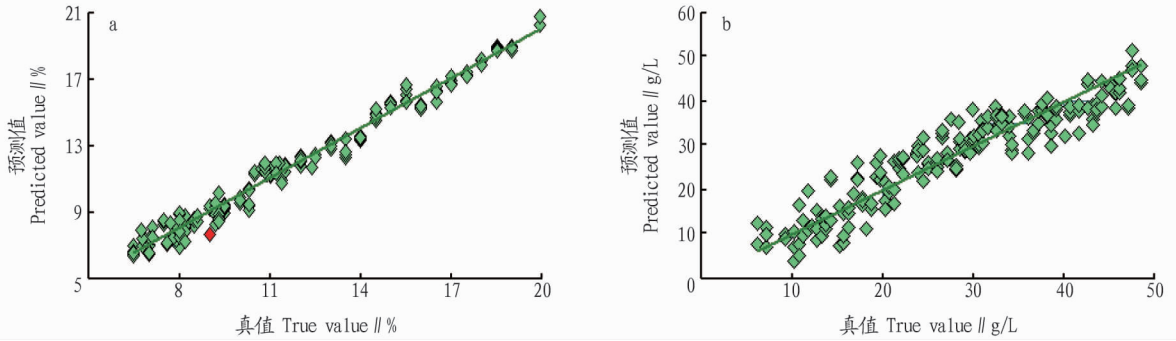 a
21
17
13
9
5
8
11
14
17
20
预测值
Predicted value // %
真值 True value // %
b
60
50
40
30
20
10
0
10
20
30
40
50
预测值
Predicted value // g/L
真值 True value // g/L